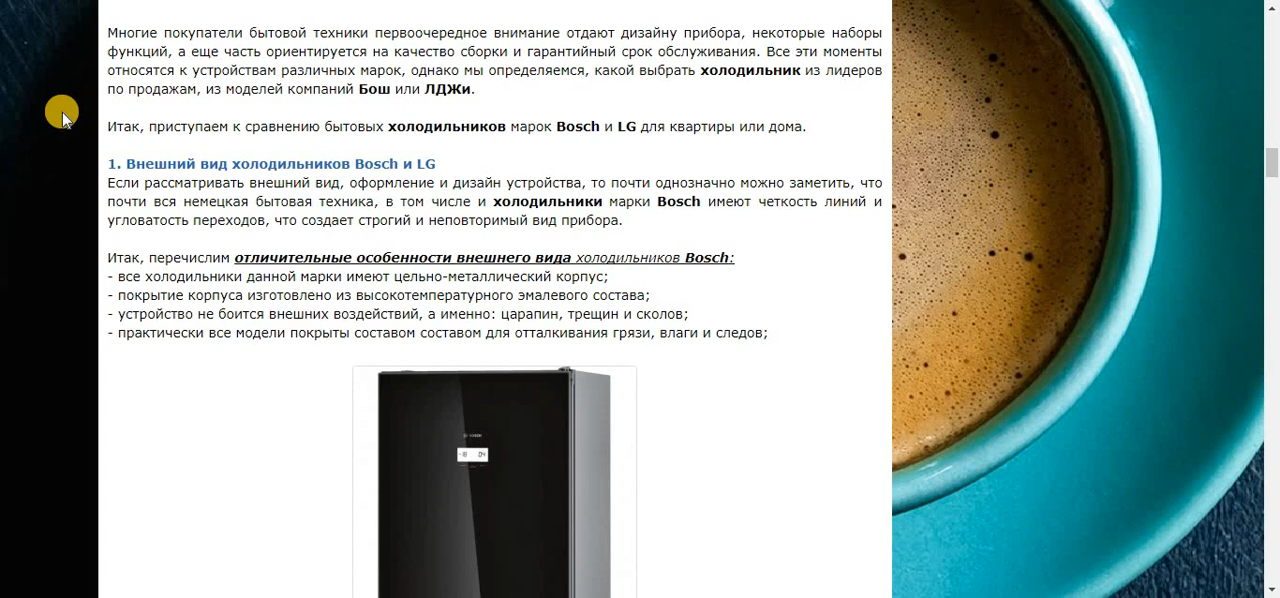 Многие покупатели бытовой техники первоочередное внимание отдают дизайну прибора, некоторые наборы
функций, а еще часть ориентируется на качество сборки и гарантийный срок обслуживания. Все эти моменты
относятся к устройствам различных марок, однако мы определяемся, какой выбрать холодильник из лидеров
по продажам, из моделей компаний Бош или ЛДЖи.
Итак, приступаем к сравнению бытовых холодильников марок Bosch и LG для квартиры или дома.
1. Внешний вид холодильников Bosch и LG
Если рассматривать внешний вид, оформление и дизайн устройства, то почти однозначно можно заметить, что
почти вся немецкая бытовая техника, в том числе и холодильники марки Bosch имеют четкость линий и
угловатость переходов, что создает строгий и неповторимый вид прибора.
Итак, перечислим отличительные особенности внешнего вида холодильников Bosch:
- все холодильники данной марки имеют цельно-металлический корпус;
- покрытие корпуса изготовлено из высокотемпературного эмалевого состава;
- устройство не боится внешних воздействий, а именно: царапин, трещин и сколов;
- практически все модели покрыты составом составом для отталкивания грязи, влаги и следов;